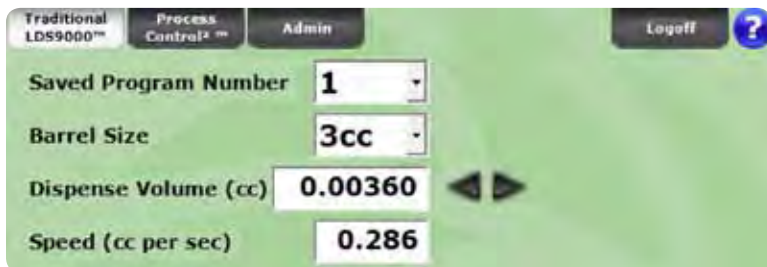 Traditional LDS9000™
Process Control² ™
Admin
Logoff
?
Saved Program Number 1
Barrel Size 3cc
Dispense Volume (cc) 0.00360
Speed (cc per sec) 0.286